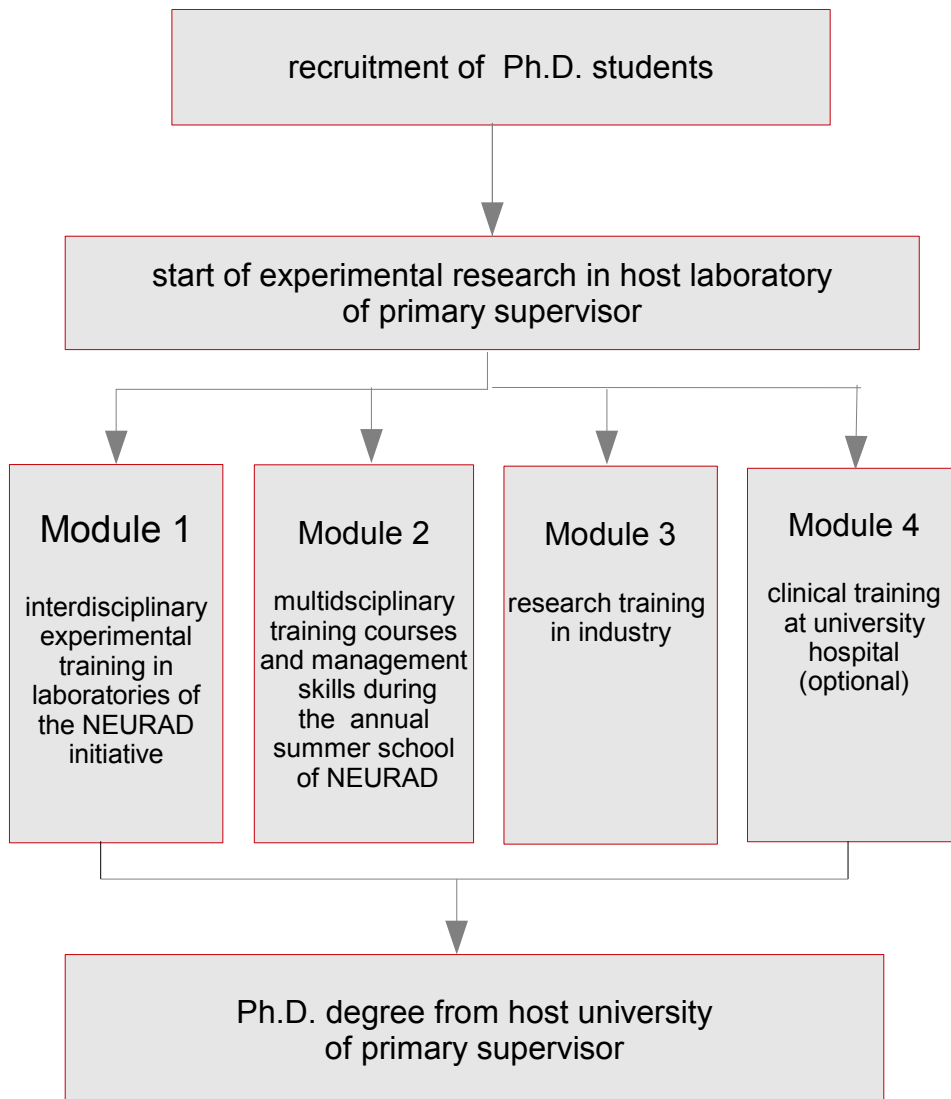 recruitment of Ph.D. students
start of experimental research in host laboratory
of primary supervisor
Module 1
interdisciplinary
experimental
training in
laboratories of
the NEURAD
initiative
Module 2
multidsciplinary
training courses
and management
skills during
the annual
summer school
of NEURAD
Module 3
research training
in industry
Module 4
clinical training
at university
hospital
(optional)
Ph.D. degree from host university
of primary supervisor